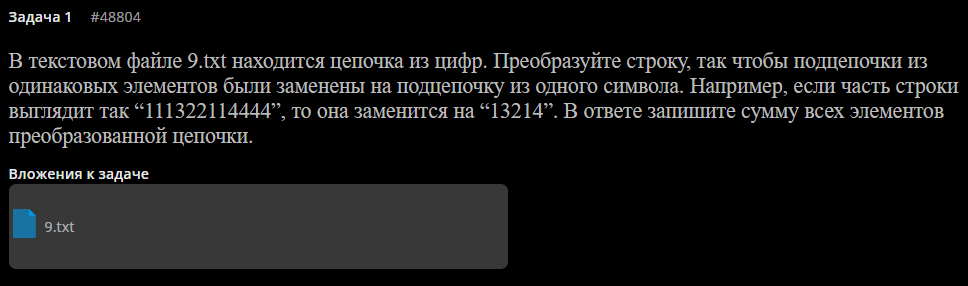 Задача 1 #48804
В текстовом файле 9.txt находится цепочка из цифр. Преобразуйте строку, так чтобы подцепочки из
одинаковых элементов были заменены на подцепочку из одного символа. Например, если часть строки
выглядит так “111322114444”, то она заменится на “13214”. В ответе запишите сумму всех элементов
преобразованной цепочки.
Вложения к задаче
9.txt